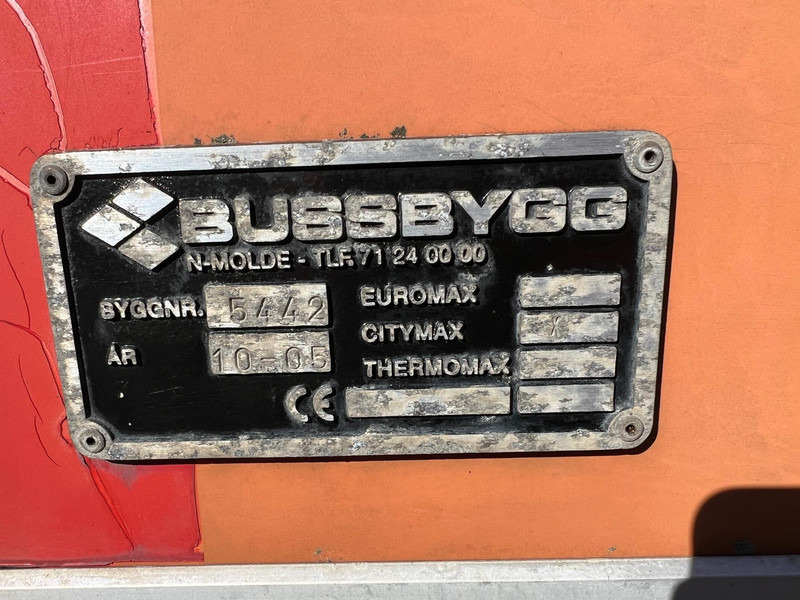 BUSSBYGG
N-MOLDE - TLF. 71 24 00 00
BYGGNR. 5442
ÅR 10-05
EUROMAX
CITYMAX X
THERMOMAX
CE